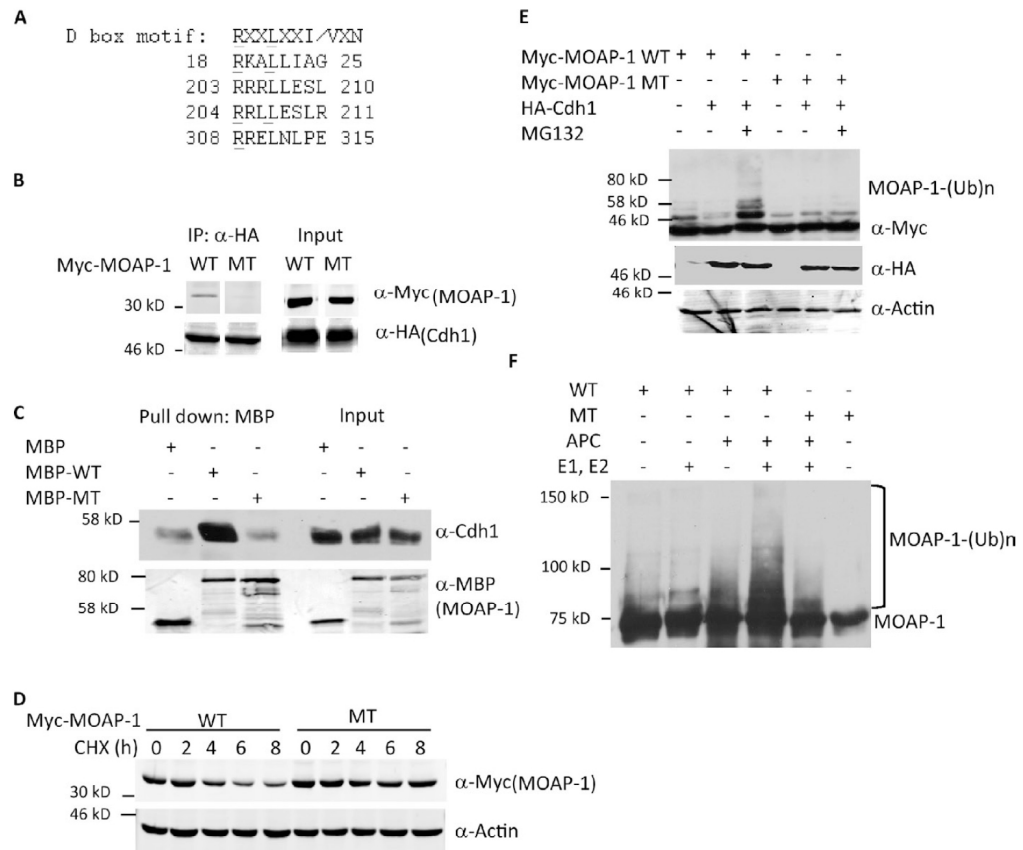 A
D box motif: RXXLXXI/VXN
18 RKALLIAG 25
203 RRRLLESL 210
204 RRLLESLR 211
308 RRELNLPE 315
B
IP: α-HA Input
Myc-MOAP-1 WT MT WT MT
30 kD α-Myc(MOAP-1)
46 kD α-HA(Cdh1)
C
Pull down: MBP Input
MBP + - - + - -
MBP-WT - + - - + -
MBP-MT - - + - - +
58 kD α-Cdh1
80 kD α-MBP
(MOAP-1)
58 kD
D
Myc-MOAP-1 WT MT
CHX (h) 0 2 4 6 8 0 2 4 6 8
30 kD α-Myc(MOAP-1)
46 kD
α-Actin
E
Myc-MOAP-1 WT + + + - - -
Myc-MOAP-1 MT - - - + + +
HA-Cdh1 - + + - + +
MG132 - - + - - +
80 kD MOAP-1-(Ub)n
58 kD
46 kD
α-Myc
46 kD α-HA
46 kD
α-Actin
F
WT + + + + - -
MT - - - - + +
APC - - + + + -
E1, E2 - + - + + -
150 kD
MOAP-1-(Ub)n
100 kD
75 kD MOAP-1